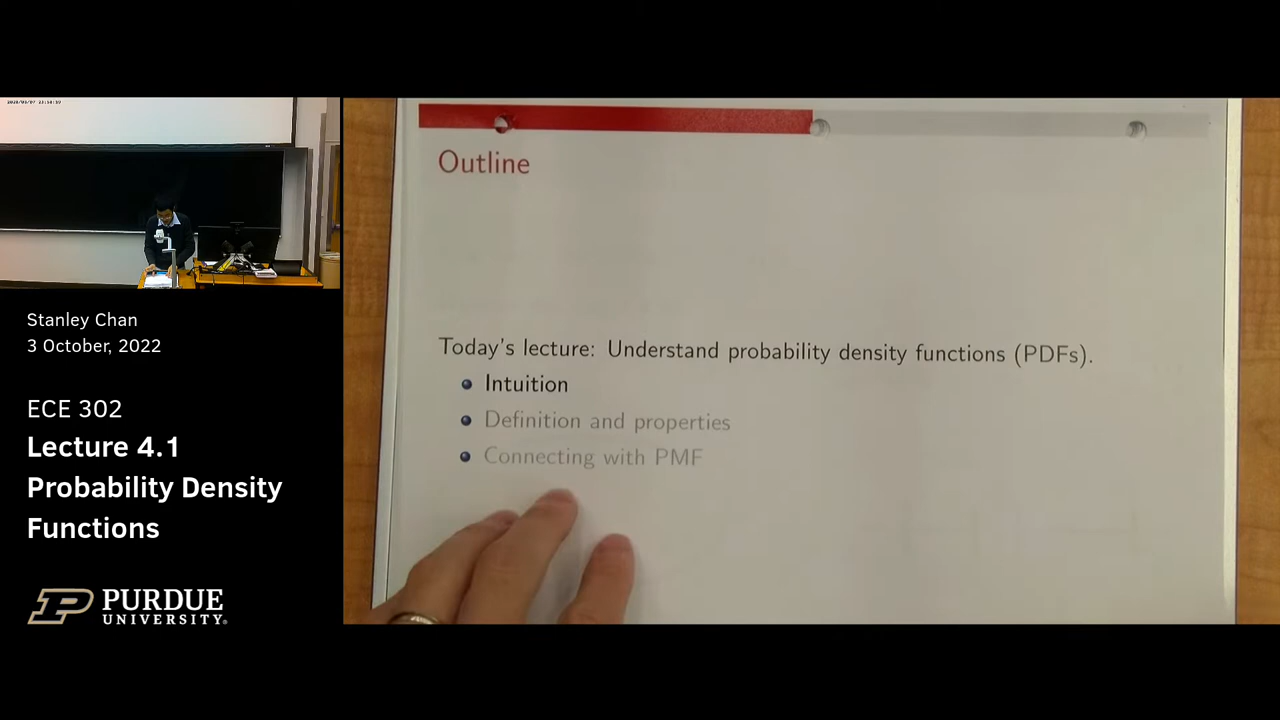 Stanley Chan
3 October, 2022
ECE 302
Lecture 4.1
Probability Density
Functions
PURDUE
UNIVERSITY.
Outline
Today's lecture: Understand probability density functions (PDFs).
Intuition
Definition and properties
Connecting with PMF